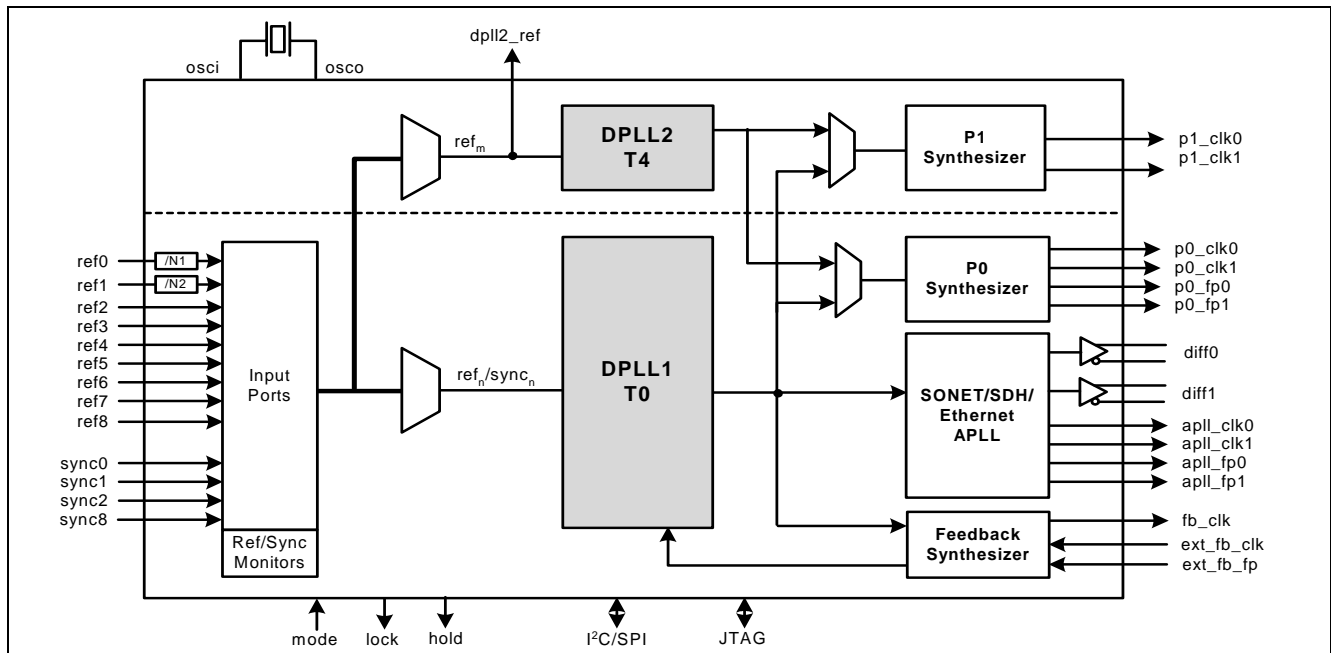 dpll2_ref
osci
osco
ref_m
DPLL2
T4
P1
Synthesizer
p1_clk0
p1_clk1
ref0
/N1
ref1
/N2
ref2
ref3
ref4
ref5
ref6
ref7
ref8
sync0
sync1
sync2
sync8
Input
Ports
Ref/Sync
Monitors
ref_n/sync_n
DPLL1
T0
P0
Synthesizer
p0_clk0
p0_clk1
p0_fp0
p0_fp1
SONET/SDH/
Ethernet
APLL
diff0
diff1
apll_clk0
apll_clk1
apll_fp0
apll_fp1
Feedback
Synthesizer
fb_clk
ext_fb_clk
ext_fb_fp
mode
lock
hold
I²C/SPI
JTAG